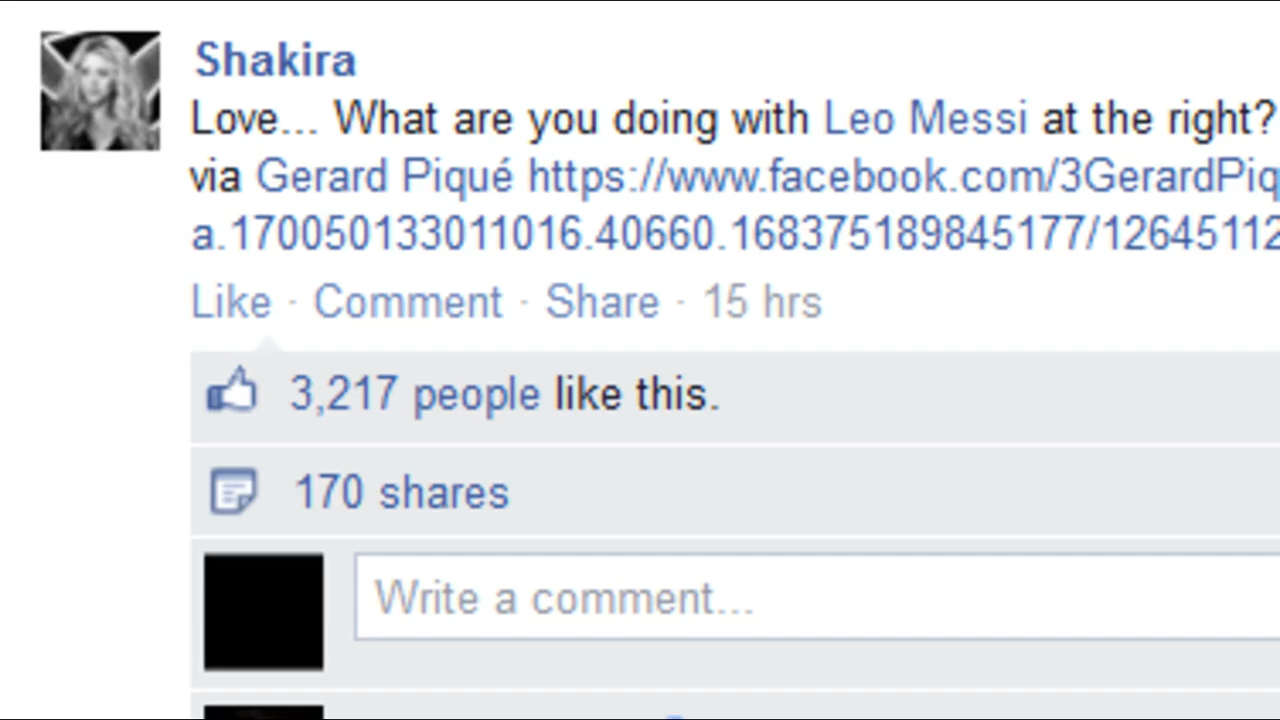 Shakira
Love... What are you doing with Leo Messi at the right?
via Gerard Piqué https://www.facebook.com/3GerardPiq
a.170050133011016.40660.168375189845177/12645112
Like · Comment · Share · 15 hrs
3,217 people like this.
170 shares
Write a comment...